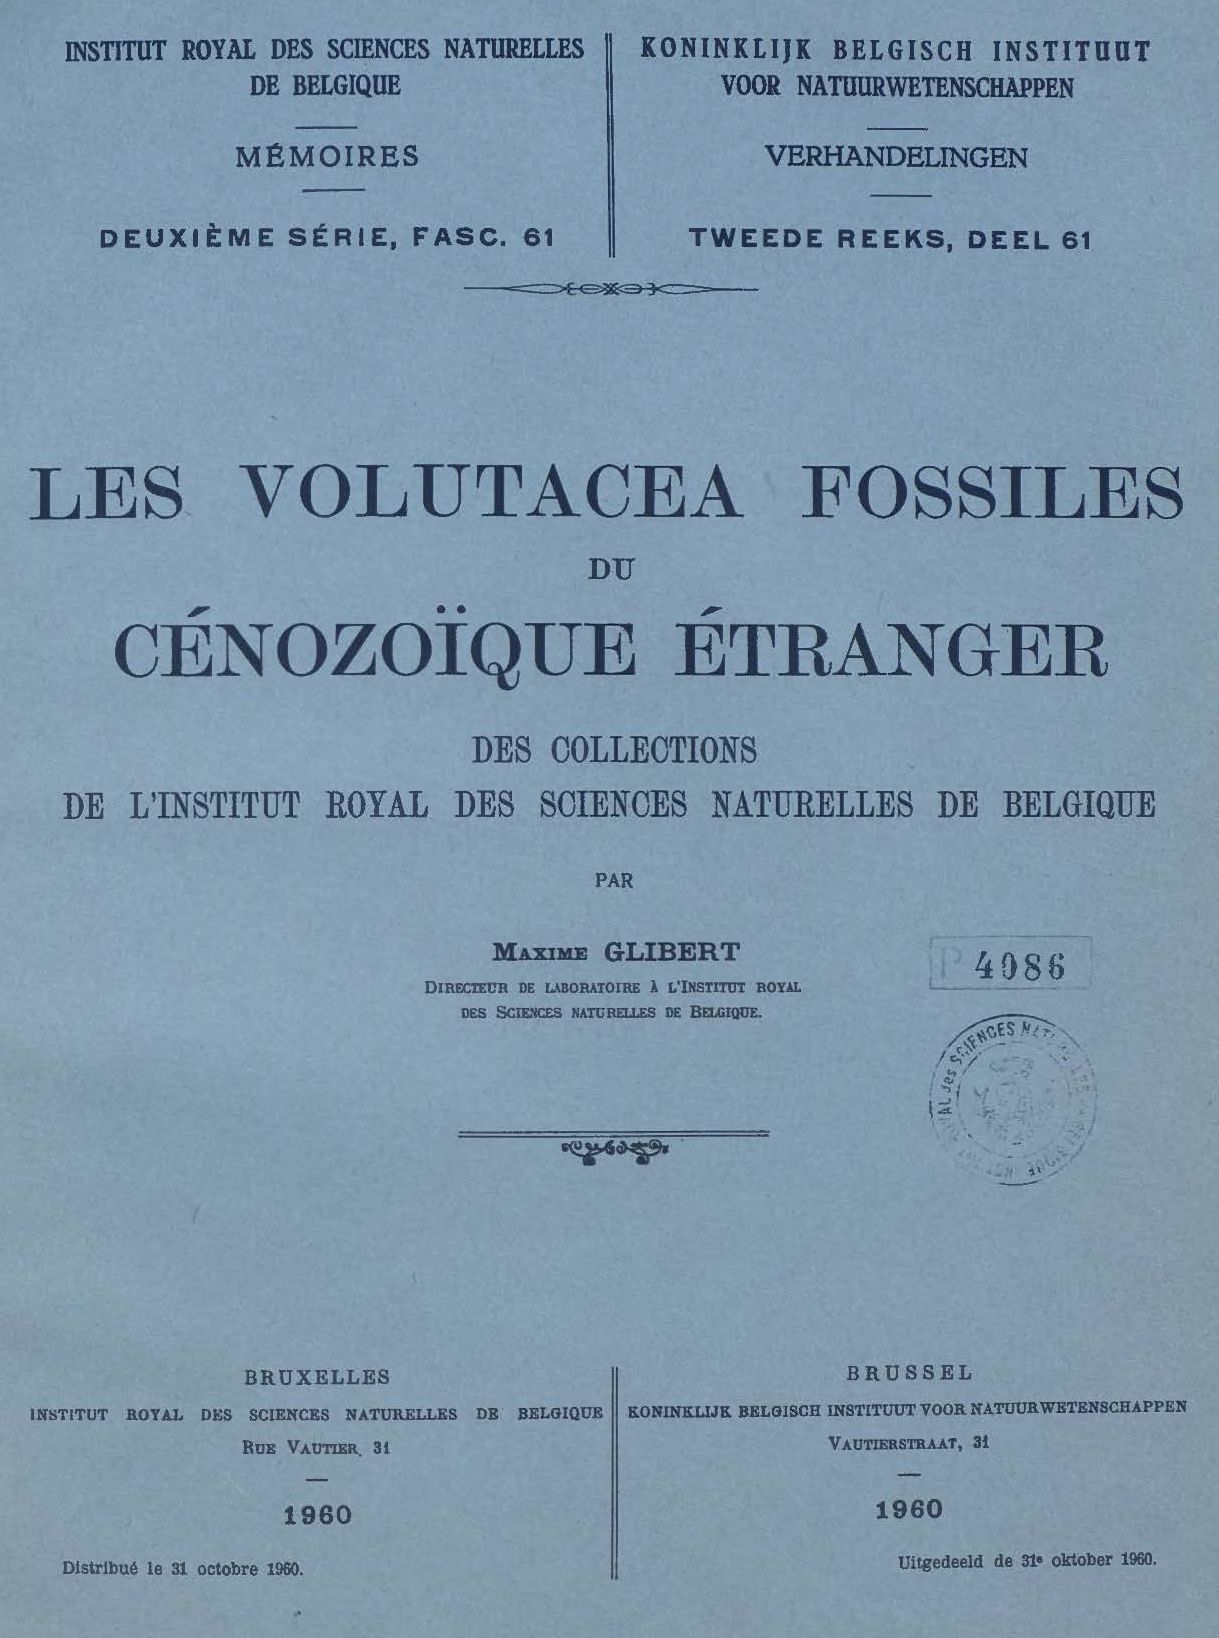 INSTITUT ROYAL DES SCIENCES NATURELLES
DE BELGIQUE
MÉMOIRES
DEUXIÈME SÉRIE, FASC. 61
KONINKLIJK BELGISCH INSTITUUT
VOOR NATUURWETENSCHAPPEN
VERHANDELINGEN
TWEEDE REEKS, DEEL 61
LES VOLUTACEA FOSSILES
DU
CÉNOZOÏQUE ÉTRANGER
DES COLLECTIONS
DE L'INSTITUT ROYAL DES SCIENCES NATURELLES DE BELGIQUE
PAR
MAXIME GLIBERT
DIRECTEUR DE LABORATOIRE À L'INSTITUT ROYAL
DES SCIENCES NATURELLES DE BELGIQUE.
P 4086
des SCIENCES
BRUXELLES
INSTITUT ROYAL DES SCIENCES NATURELLES DE BELGIQUE
RUE VAUTIER, 31
1960
Distribué le 31 octobre 1960.
BRUSSEL
KONINKLIJK BELGISCH INSTITUUT VOOR NATUURWETENSCHAPPEN
VAUTIERSTRAAT, 31
1960
Uitgedeeld de 31e oktober 1960.